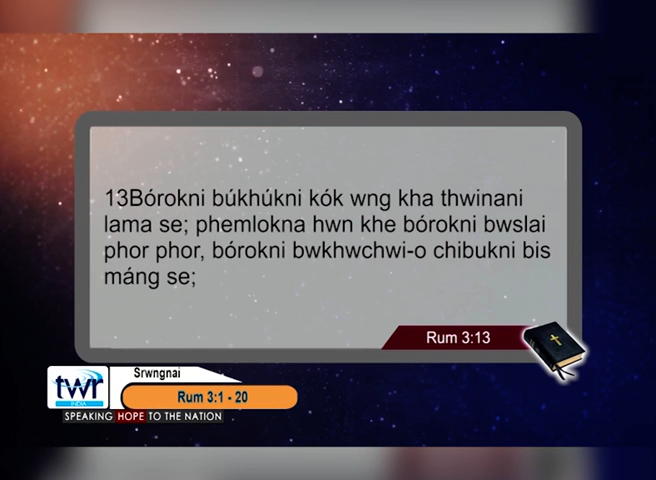 13Bórokni búkhúkni kók wng kha thwinani
lama se; phemlokna hwn khe bórokni bwslai
phor phor, bórokni bwkhwchwi-o chibukni bis
máng se;
Rum 3:13
Srwngnai
twr
INDIA
Rum 3:1 - 20
SPEAKING HOPE TO THE NATION